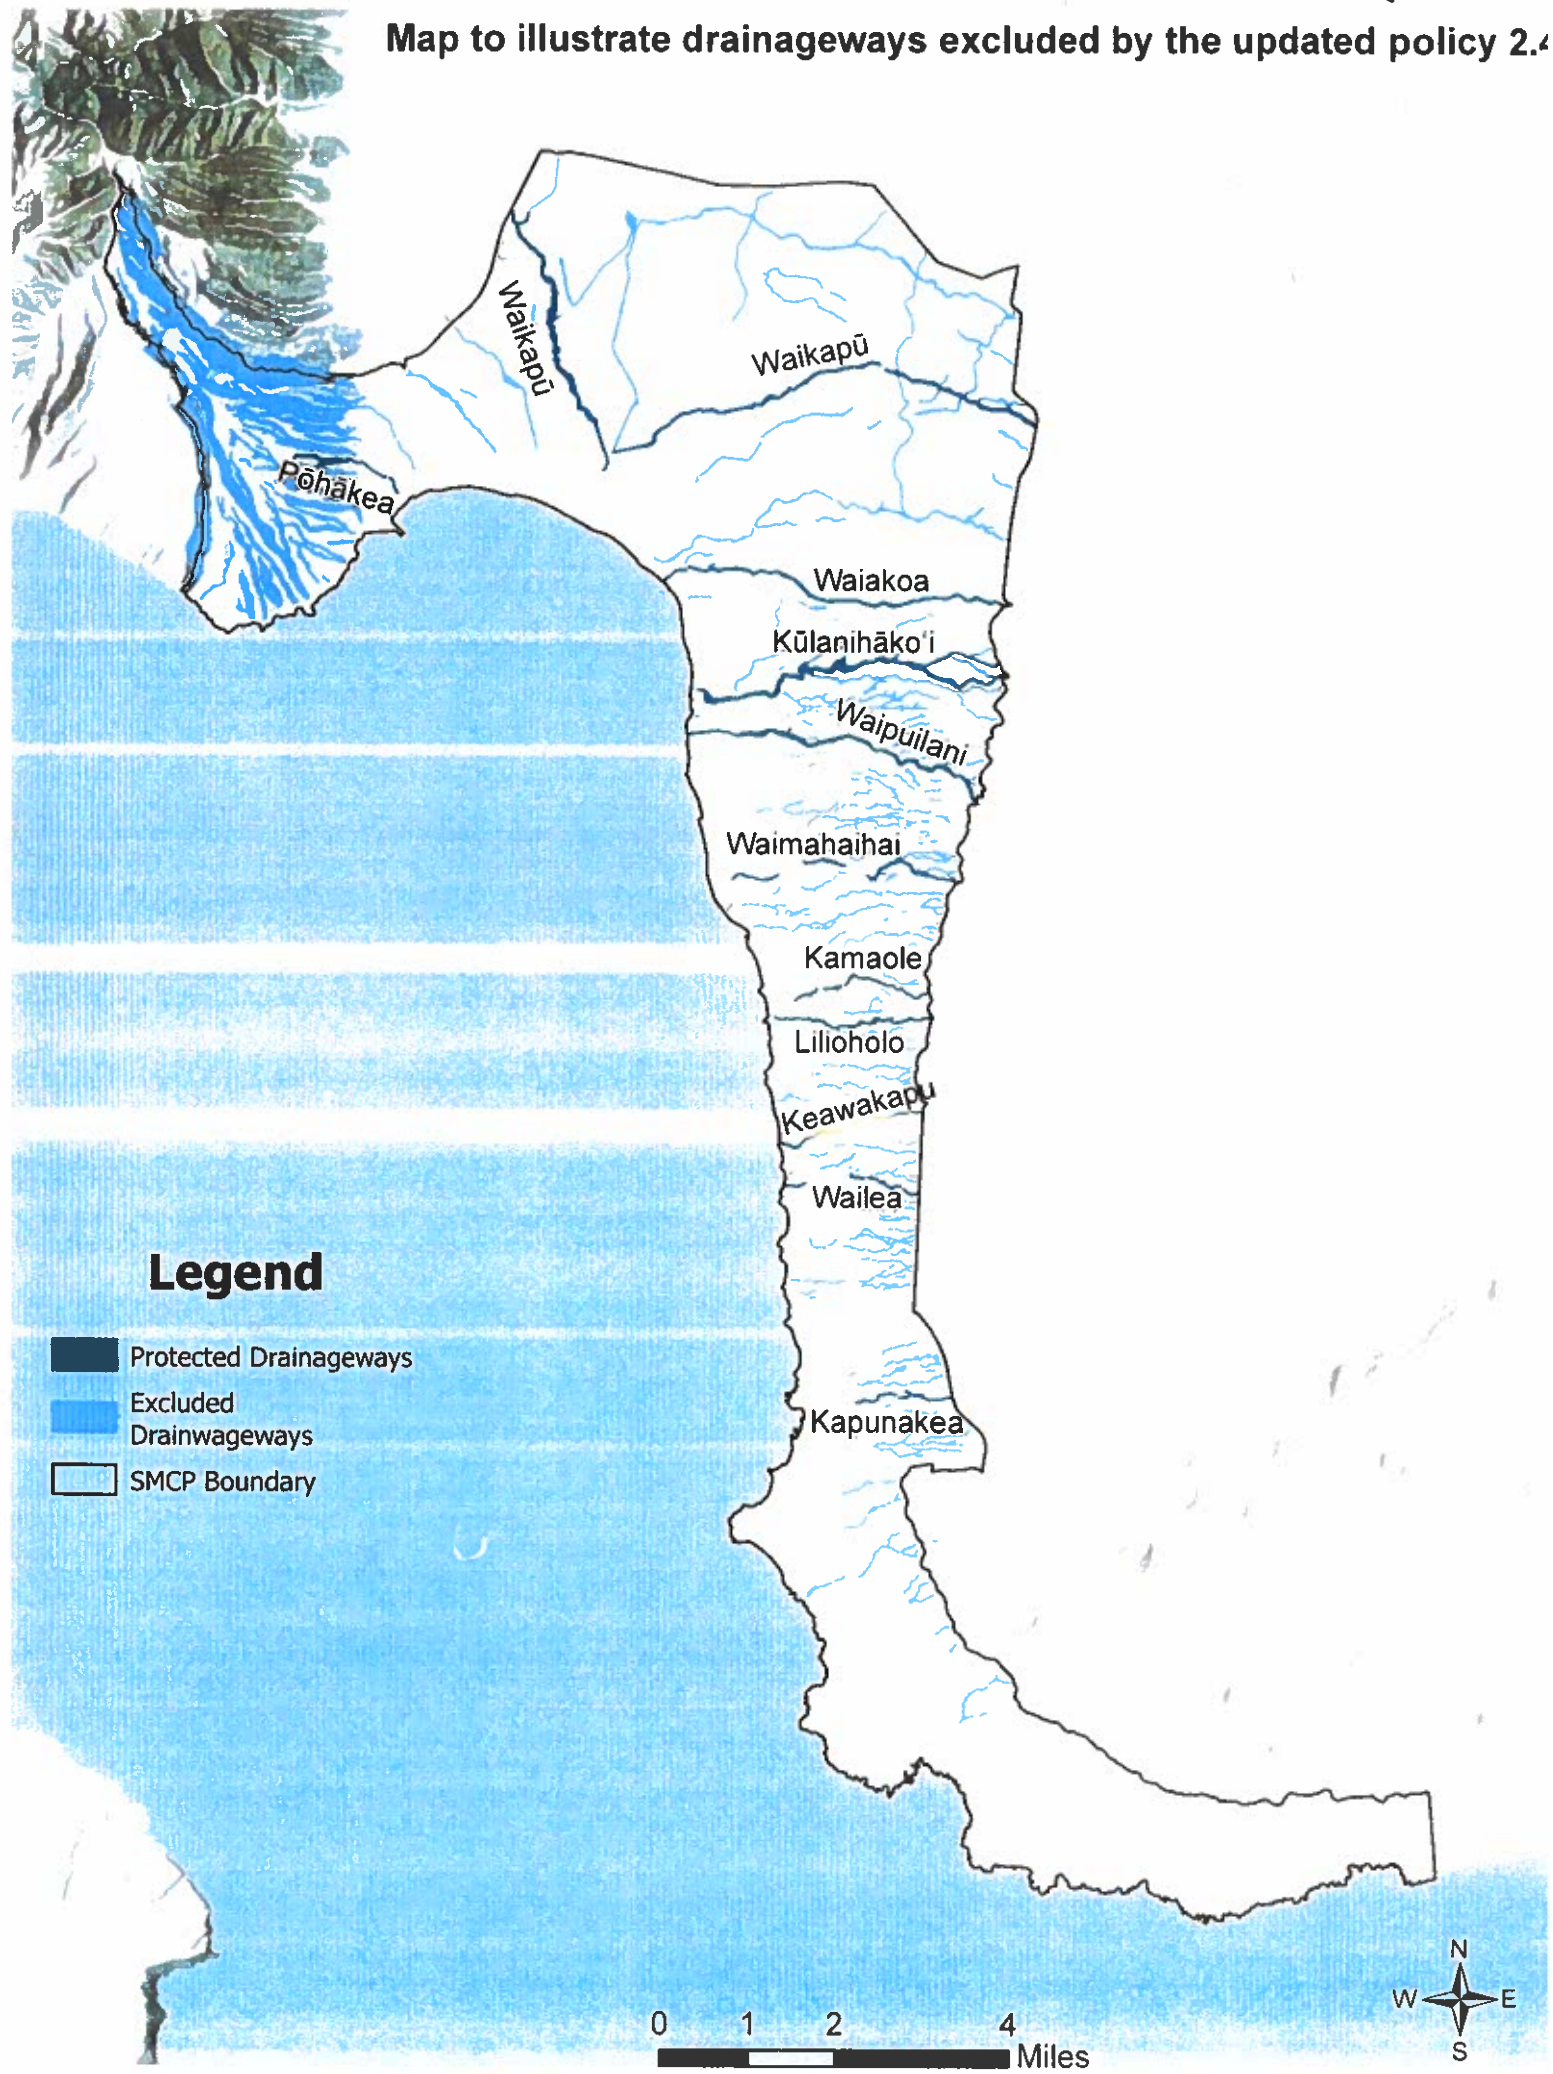 Map to illustrate drainageways excluded by the updated policy 2.4
Waikapū
Waikapū
Pōhākea
Waiakoa
Kūlanihāko'i
Waipuilani
Waimahaihai
Kamaole
Lilioholo
Keawakapu
Wailea
Legend
Protected Drainageways
Excluded
Drainwageways
SMCP Boundary
Kapunakea
N
W E
S
0 1 2 4
Miles